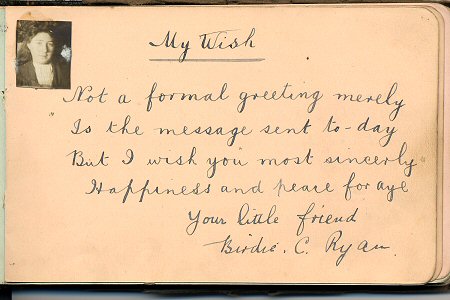 My Wish
Not a formal greeting merely
Is the message sent to-day
But I wish you "most sincerly"
Happiness and peace for aye
Your little friend
Birdie. C. Ryan